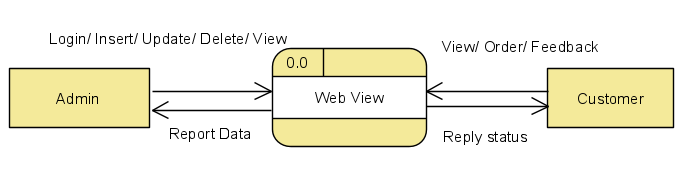 Login/ Insert/ Update/ Delete/ View
View/ Order/ Feedback
0.0
Admin
Web View
Customer
Report Data
Reply status